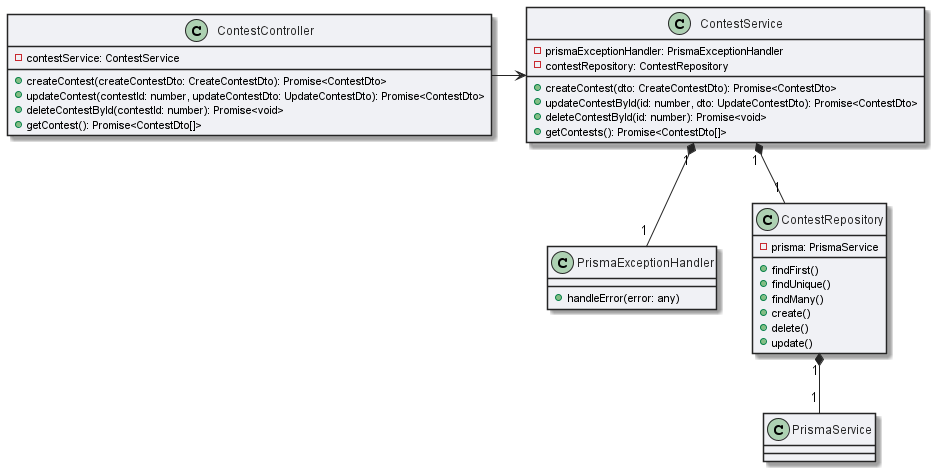 C ContestController
contestService: ContestService
createContest(createContestDto: CreateContestDto): Promise<ContestDto>
updateContest(contestId: number, updateContestDto: UpdateContestDto): Promise<ContestDto>
deleteContestById(contestId: number): Promise<void>
getContest(): Promise<ContestDto[]>
C ContestService
prismaExceptionHandler: PrismaExceptionHandler
contestRepository: ContestRepository
createContest(dto: CreateContestDto): Promise<ContestDto>
updateContestById(id: number, dto: UpdateContestDto): Promise<ContestDto>
deleteContestById(id: number): Promise<void>
getContests(): Promise<ContestDto[]>
1
1
1
1
C PrismaExceptionHandler
handleError(error: any)
C ContestRepository
prisma: PrismaService
findFirst()
findUnique()
findMany()
create()
delete()
update()
1
1
C PrismaService